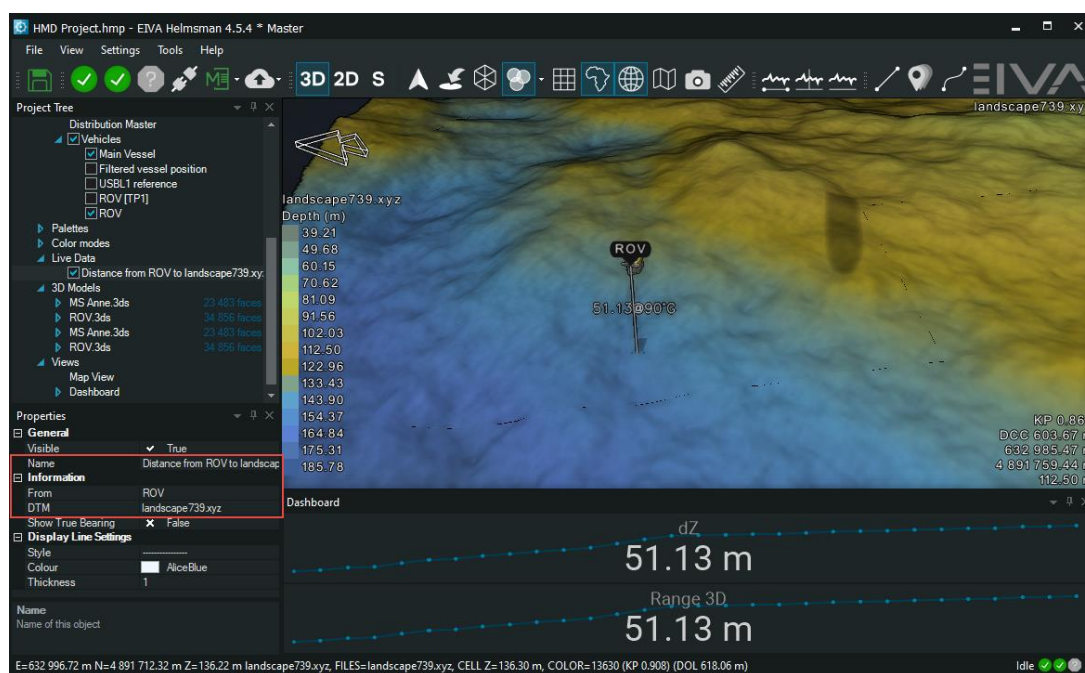 HMD Project.hmp - EIVA Helmsman 4.5.4 * Master
File View Settings Tools Help
3D 2D S
EIVA
Project Tree
Distribution Master
Vehicles
Main Vessel
Filtered vessel position
USBL1 reference
ROV [TP1]
ROV
Palettes
Color modes
Live Data
Distance from ROV to landscape739.xy
3D Models
MS Anne.3ds 23 483 faces
ROV.3ds 34 856 faces
MS Anne.3ds 23 483 faces
ROV.3ds 34 856 faces
Views
Map View
Dashboard
Properties
General
Visible True
Name Distance from ROV to landscap
Information
From ROV
DTM landscape739.xyz
Show True Bearing False
Display Line Settings
Style
Colour AliceBlue
Thickness 1
Name
Name of this object
landscape739.xy
landscape739.xyz
Depth (m)
39.21
49.68
60.15
70.62
81.09
91.56
102.03
112.50
122.96
133.43
143.90
154.37
164.84
175.31
185.78
ROV
51.13@90°G
KP 0.86
DCC 603.67
632 985.47
4 891 759.44
112.50
Dashboard
dZ
51.13 m
Range 3D
51.13 m
E=632 996.72 m N=4 891 712.32 m Z=136.22 m landscape739.xyz, FILES=landscape739.xyz, CELL Z=136.30 m, COLOR=13630 (KP 0.908) (DOL 618.06 m)
Idle